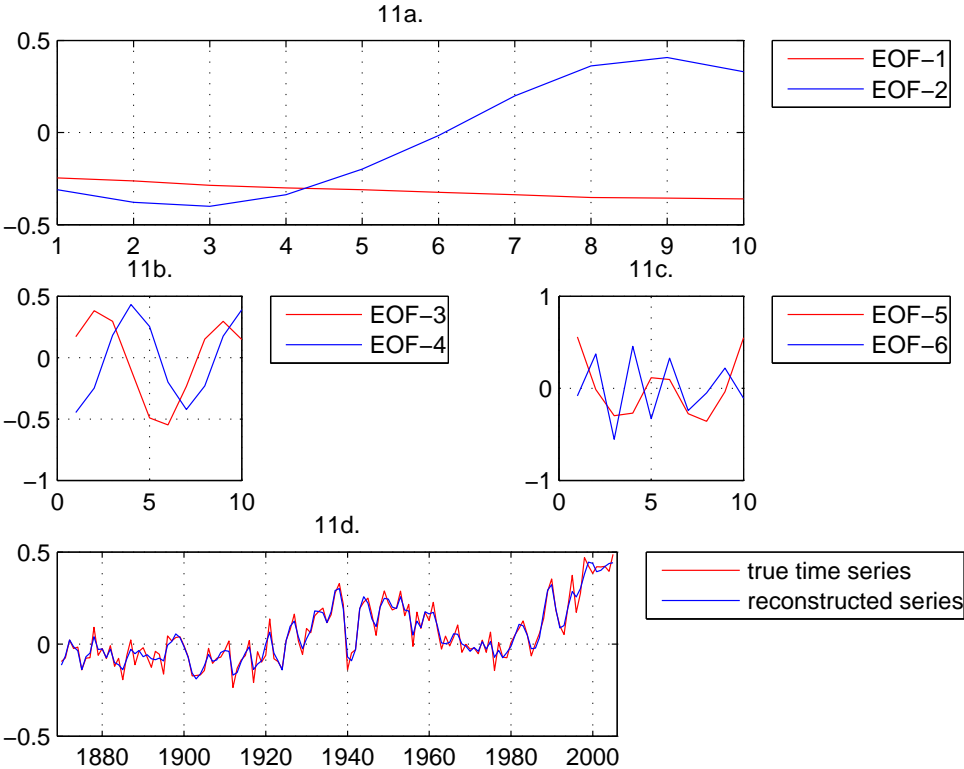 11a.
0.5
0
−0.5
1 2 3 4 5 6 7 8 9 10
EOF−1
EOF−2
11b.
0.5
0
−0.5
−1
0 5 10
EOF−3
EOF−4
11c.
1
0
−1
0 5 10
EOF−5
EOF−6
11d.
0.5
0
−0.5
1880 1900 1920 1940 1960 1980 2000
true time series
reconstructed series